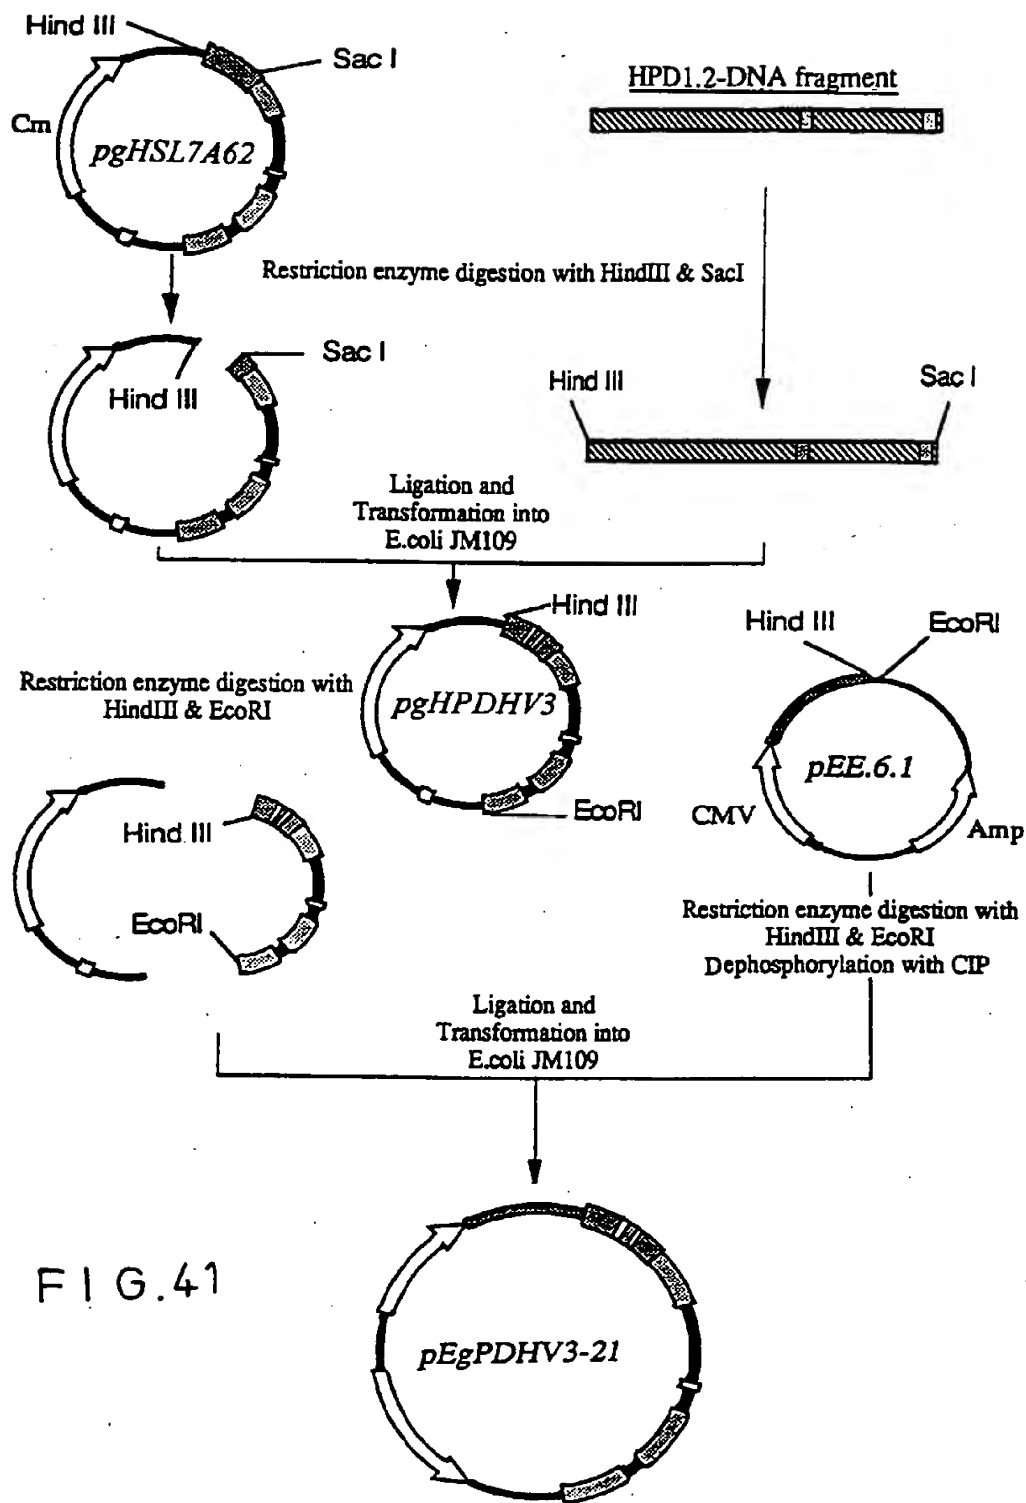 Hind III
Sac I
Cm
pgHSL7A62
HPD1.2-DNA fragment
Restriction enzyme digestion with HindIII & SacI
Sac I
Hind III
Hind III
Sac I
Ligation and
Transformation into
E.coli JM109
Hind III
Restriction enzyme digestion with
HindIII & EcoRI
pgHPDHV3
EcoRI
Hind III
EcoRI
pEE.6.1
CMV
Amp
Hind III
EcoRI
Restriction enzyme digestion with
HindIII & EcoRI
Dephosphorylation with CIP
Ligation and
Transformation into
E.coli JM109
FIG.41
pEgPDHV3-21